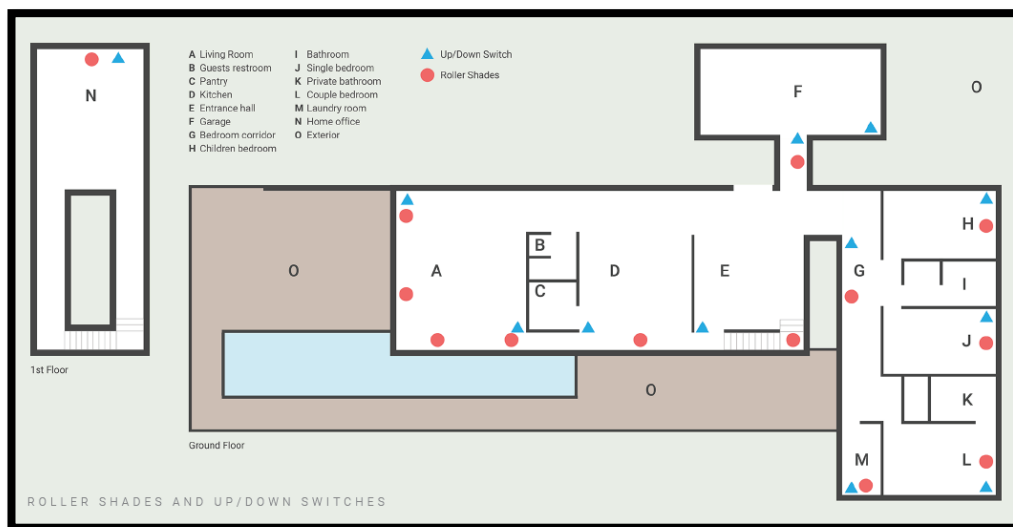 A Living Room
B Guests restroom
C Pantry
D Kitchen
E Entrance hall
F Garage
G Bedroom corridor
H Children bedroom
I Bathroom
J Single bedroom
K Private bathroom
L Couple bedroom
M Laundry room
N Home office
O Exterior
Up/Down Switch
Roller Shades
N
F
O
H
B
O
A
D
E
G
I
C
J
1st Floor
O
K
Ground Floor
M
L
ROLLER SHADES AND UP/DOWN SWITCHES